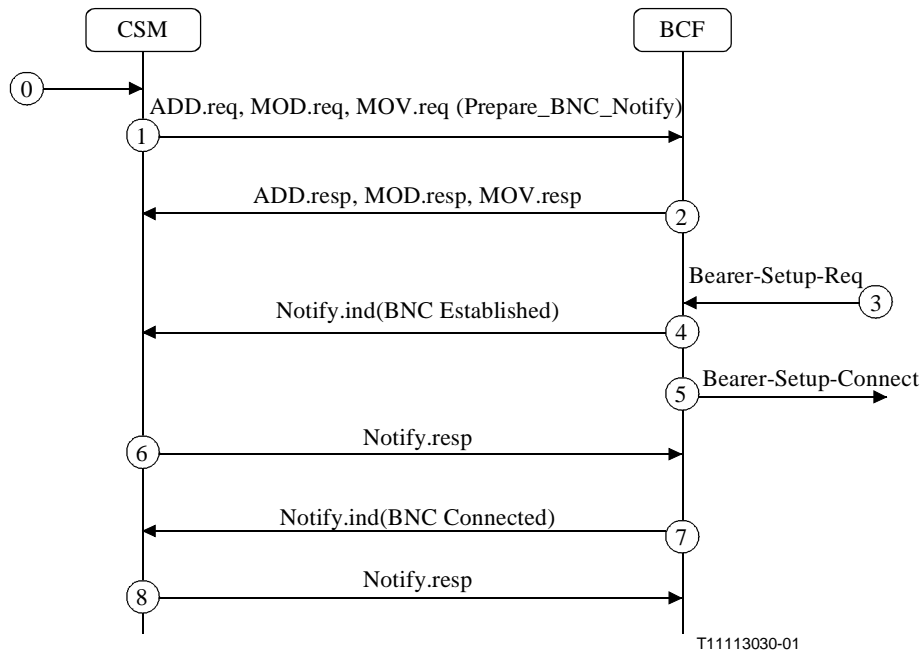 CSM
BCF
0
ADD.req, MOD.req, MOV.req (Prepare_BNC_Notify)
1
ADD.resp, MOD.resp, MOV.resp
2
Bearer-Setup-Req
3
Notify.ind(BNC Established)
4
Bearer-Setup-Connect
5
Notify.resp
6
Notify.ind(BNC Connected)
7
Notify.resp
8
T11113030-01